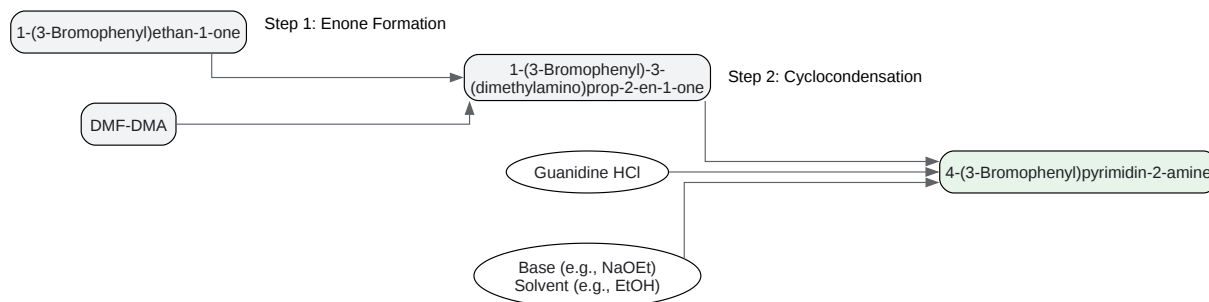 1-(3-Bromophenyl)ethan-1-one
Step 1: Enone Formation
1-(3-Bromophenyl)-3-
(dimethylamino)prop-2-en-1-one
Step 2: Cyclocondensation
DMF-DMA
Guanidine HCl
4-(3-Bromophenyl)pyrimidin-2-amine
Base (e.g., NaOEt)
Solvent (e.g., EtOH)